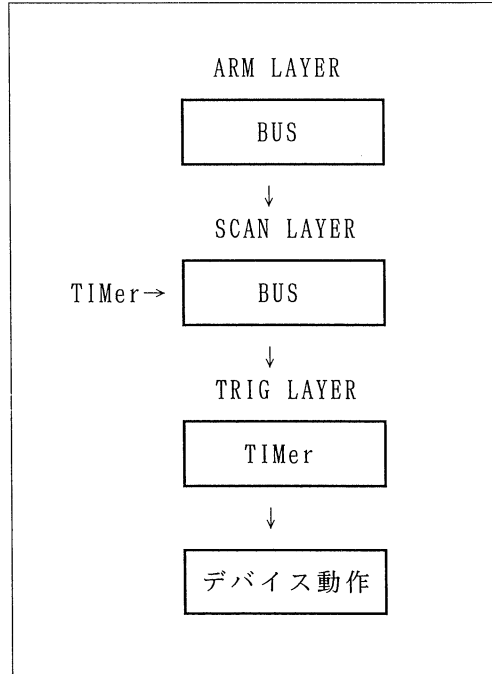 ARM LAYER
BUS
↓
SCAN LAYER
TIMer→ BUS
↓
TRIG LAYER
TIMer
↓
デバイス動作